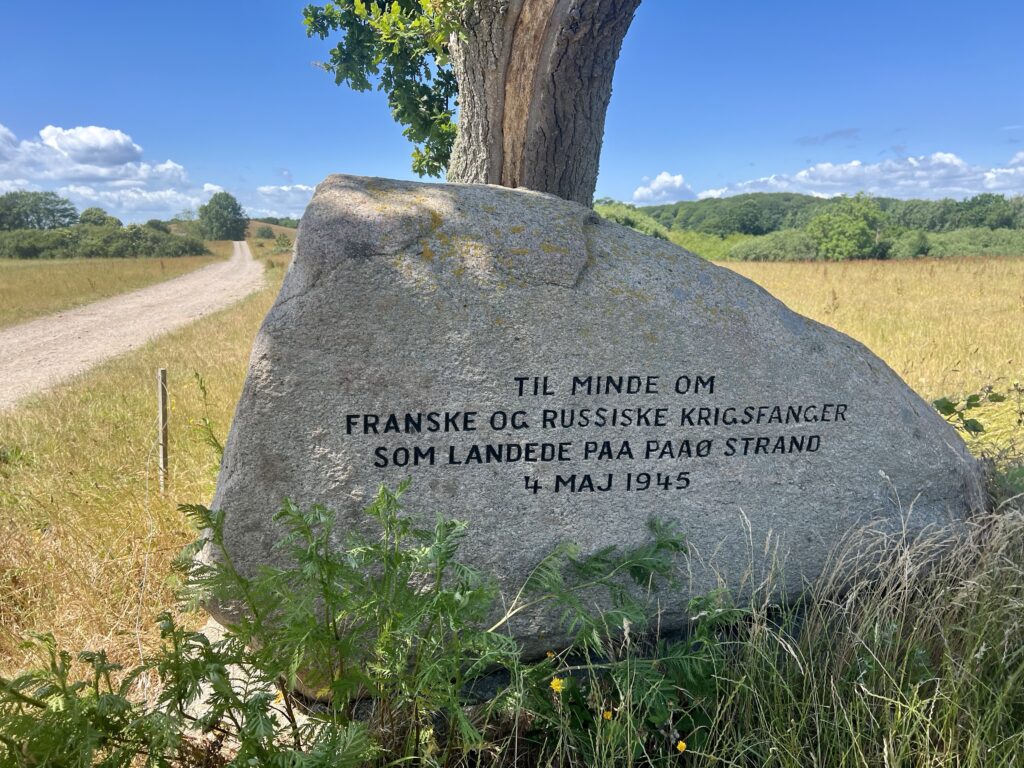 TIL MINDE OM
FRANSKE OG RUSSISKE KRIGSFANGER
SOM LANDEDE PAA PAAØ STRAND
4 MAJ 1945